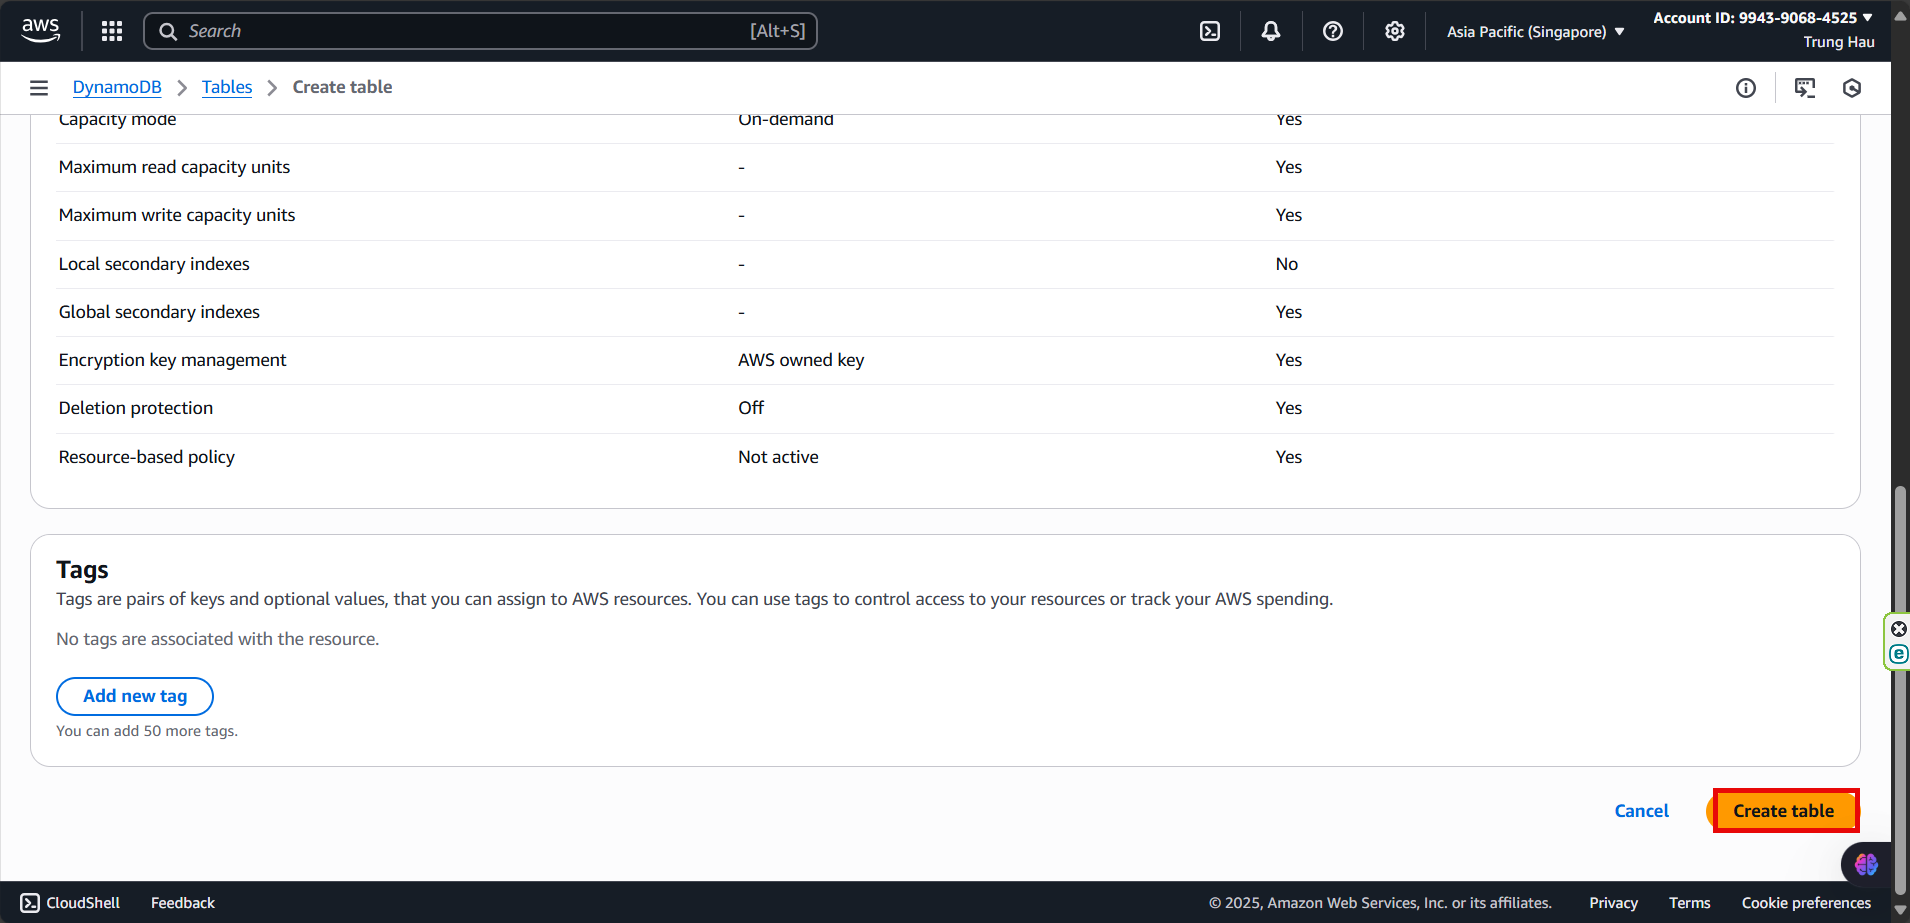 aws
Search [Alt+S]
Asia Pacific (Singapore)
Account ID: 9943-9068-4525
Trung Hau
DynamoDB
Tables
Create table
Capacity mode On-demand Yes
Maximum read capacity units - Yes
Maximum write capacity units - Yes
Local secondary indexes - No
Global secondary indexes - Yes
Encryption key management AWS owned key Yes
Deletion protection Off Yes
Resource-based policy Not active Yes
Tags
Tags are pairs of keys and optional values, that you can assign to AWS resources. You can use tags to control access to your resources or track your AWS spending.
No tags are associated with the resource.
Add new tag
You can add 50 more tags.
Cancel
Create table
CloudShell
Feedback
© 2025, Amazon Web Services, Inc. or its affiliates.
Privacy
Terms
Cookie preferences